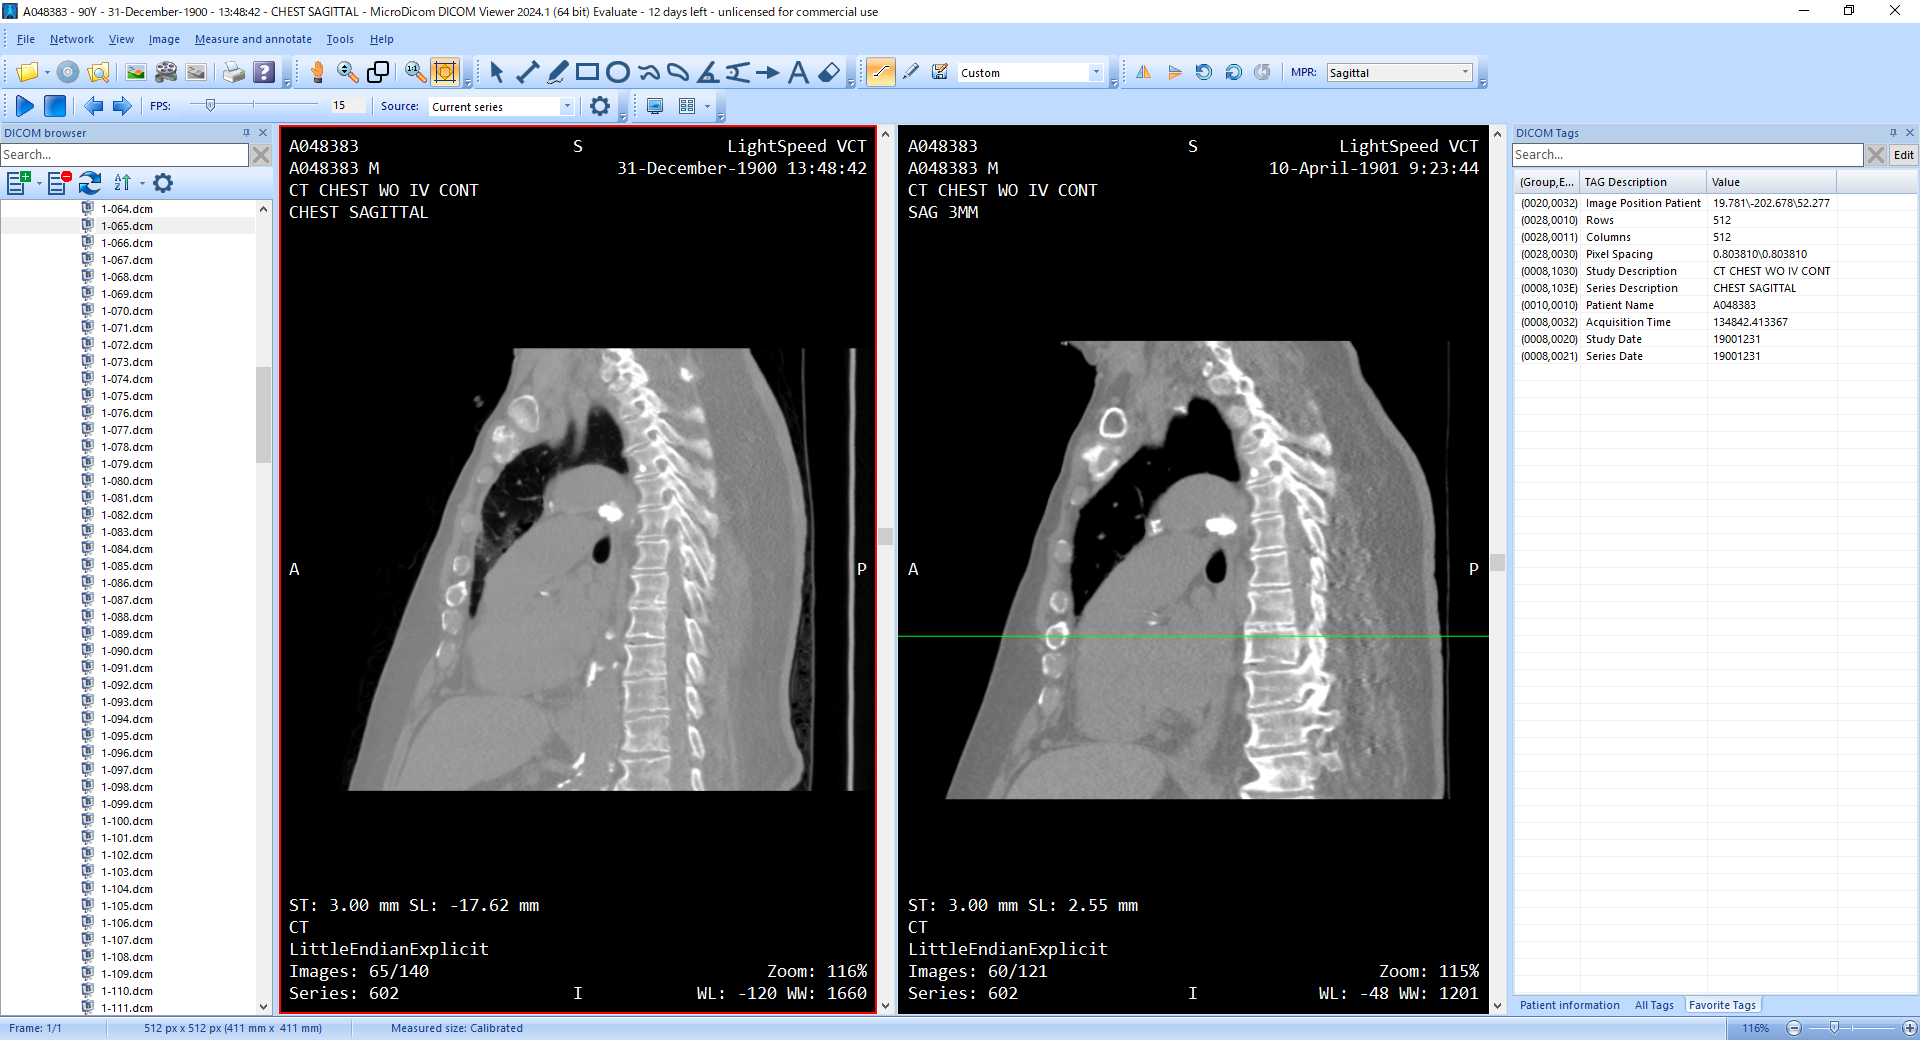 A048383 - 90Y - 31-December-1900 - 13:48:42 - CHEST SAGITTAL - MicroDicom DICOM Viewer 2024.1 (64 bit) Evaluate - 12 days left - unlicensed for commercial use
File Network View Image Measure and annotate Tools Help
1:1
Custom
MPR: Sagittal
FPS: 15 Source: Current series
DICOM browser
Search...
1-064.dcm
1-065.dcm
1-066.dcm
1-067.dcm
1-068.dcm
1-069.dcm
1-070.dcm
1-071.dcm
1-072.dcm
1-073.dcm
1-074.dcm
1-075.dcm
1-076.dcm
1-077.dcm
1-078.dcm
1-079.dcm
1-080.dcm
1-081.dcm
1-082.dcm
1-083.dcm
1-084.dcm
1-085.dcm
1-086.dcm
1-087.dcm
1-088.dcm
1-089.dcm
1-090.dcm
1-091.dcm
1-092.dcm
1-093.dcm
1-094.dcm
1-095.dcm
1-096.dcm
1-097.dcm
1-098.dcm
1-099.dcm
1-100.dcm
1-101.dcm
1-102.dcm
1-103.dcm
1-104.dcm
1-105.dcm
1-106.dcm
1-107.dcm
1-108.dcm
1-109.dcm
1-110.dcm
1-111.dcm
A048383 S LightSpeed VCT
A048383 M 31-December-1900 13:48:42
CT CHEST WO IV CONT
CHEST SAGITTAL
A P
ST: 3.00 mm SL: -17.62 mm
CT
LittleEndianExplicit
Images: 65/140 Zoom: 116%
Series: 602 I WL: -120 WW: 1660
A048383 S LightSpeed VCT
A048383 M 10-April-1901 9:23:44
CT CHEST WO IV CONT
SAG 3MM
A P
ST: 3.00 mm SL: 2.55 mm
CT
LittleEndianExplicit
Images: 60/121 Zoom: 115%
Series: 602 I WL: -48 WW: 1201
DICOM Tags
Search... Edit
(Group,E... TAG Description Value
(0020,0032) Image Position Patient 19.781\-202.678\52.277
(0028,0010) Rows 512
(0028,0011) Columns 512
(0028,0030) Pixel Spacing 0.803810\0.803810
(0008,1030) Study Description CT CHEST WO IV CONT
(0008,103E) Series Description CHEST SAGITTAL
(0010,0010) Patient Name A048383
(0008,0032) Acquisition Time 134842.413367
(0008,0020) Study Date 19001231
(0008,0021) Series Date 19001231
Patient information All Tags Favorite Tags
Frame: 1/1 512 px x 512 px (411 mm x 411 mm) Measured size: Calibrated 116%